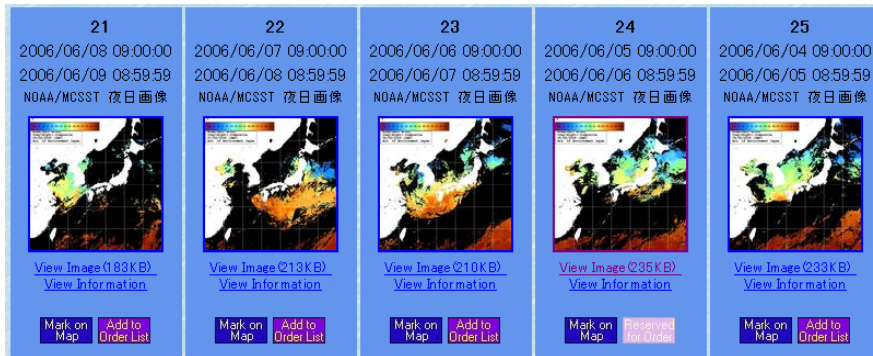 21
2006/06/08 09:00:00
2006/06/09 08:59:59
NOAA/MCSST 夜日画像
View Image(183KB)
View Information
Mark on Map
Add to Order List
22
2006/06/07 09:00:00
2006/06/08 08:59:59
NOAA/MCSST 夜日画像
View Image(213KB)
View Information
Mark on Map
Add to Order List
23
2006/06/06 09:00:00
2006/06/07 08:59:59
NOAA/MCSST 夜日画像
View Image(210KB)
View Information
Mark on Map
Add to Order List
24
2006/06/05 09:00:00
2006/06/06 08:59:59
NOAA/MCSST 夜日画像
View Image(235KB)
View Information
Mark on Map
Reserved for Order
25
2006/06/04 09:00:00
2006/06/05 08:59:59
NOAA/MCSST 夜日画像
View Image(233KB)
View Information
Mark on Map
Add to Order List